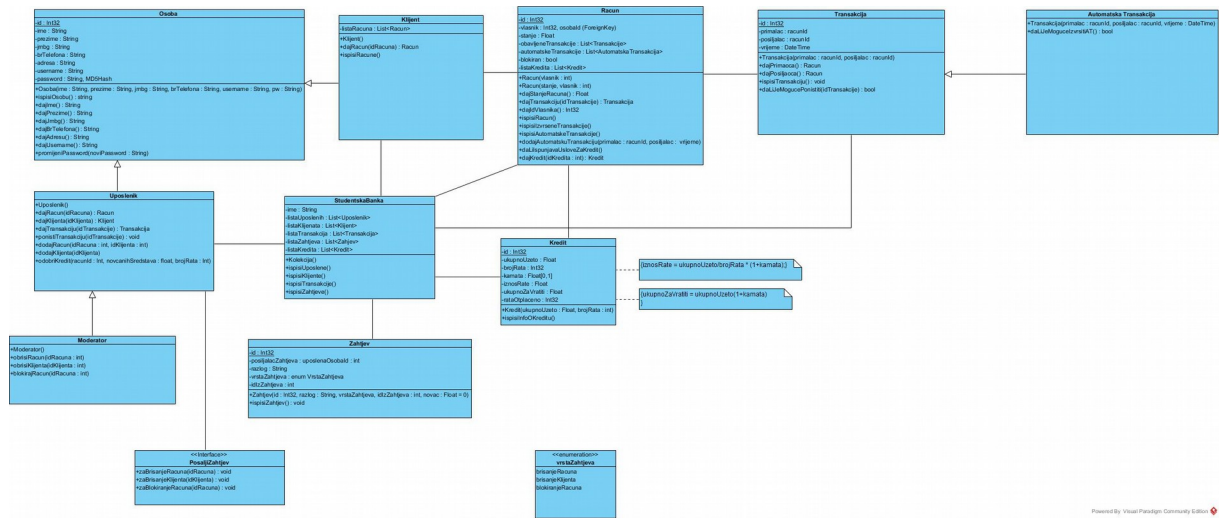 Osoba
-id : Int32
-ime : String
-prezime : String
-jmbg : String
-brTelefona : String
-adresa : String
-username : String
-password : String, MD5Hash
+Osoba(ime : String, prezime : String, jmbg : String, brTelefona : String, username : String, pw : String)
+ispisiOsobu() : string
+dajIme() : String
+dajPrezime() : String
+dajJmbg() : String
+dajBrTelefona() : String
+dajAdresu() : String
+dajUsername() : String
+promijeniPassword(noviPassword : String)
Klijent
-listaRacuna : List<Racun>
+Klijent()
+dajRacun(idRacuna) : Racun
+ispisiRacune()
Racun
-id : Int32
-vlasnik : Int32, osobaId (ForeignKey)
-stanje : Float
-obavljeneTransakcije : List<Transakcije>
-automatskeTransakcije : List<AutomatskaTransakcija>
-blokiran : bool
-listaKredita : List<Kredit>
+Racun(vlasnik : int)
+Racun(stanje, vlasnik : int)
+dajStanjeRacuna() : Float
+dajTransakciju(idTransakcije) : Transakcija
+dajIdVlasnika() : Int32
+ispisiRacun()
+ispisiIzvrseneTransakcije()
+ispisiAutomatskeTransakcije()
+dodajAutomatskuTransakciju(primalac : racunId, posiljalac : vrijeme)
+daLiIspunjavaUsloveZaKredit()
+dajKredit(idKredita : int) : Kredit
Transakcija
-id : Int32
-primalac : racunId
-posiljalac : racunId
-vrijeme : DateTime
+Transakcija(primalac : racunId, posiljalac : racunId)
+dajPrimaoca() : Racun
+dajPosiljaoca() : Racun
+ispisiTransakciju() : void
+daLiJeMogucePonistiti(idTransakcije) : bool
Automatska Transakcija
+Transakcija(primalac : racunId, posiljalac : racunId, vrijeme : DateTime)
+daLiJeMoguceIzvrsitiAT() : bool
Uposlenik
+Uposlenik()
+dajRacun(idRacuna) : Racun
+dajKlijenta(idKlijenta) : Klijent
+dajTransakciju(idTransakcije) : Transakcija
+ponistiTransakciju(idTransakcije) : void
+dodajRacun(idRacuna : int, idKlijenta : int)
+dodajKlijenta(idKlijenta)
+odobriKredit(racunId : Int, novcanihSredstava : float, brojRata : Int)
StudentskaBanka
-ime : String
-listaUposlenih : List<Uposlenik>
-listaKlijenata : List<Klijent>
-listaTransakcija : List<Transakcija>
-listaZahtjeva : List<Zahjev>
-listaKredita : List<Kredit>
+Kolekcija()
+ispisiUposlene()
+ispisiKlijente()
+ispisiTransakcije()
+ispisiZahtjeve()
Kredit
-id : Int32
-ukupnoUzeto : Float
-brojRata : Int32
-kamata : Float[0,1]
-iznosRate : Float
-ukupnoZaVratiti : Float
-rataOtplaceno : Int32
+Kredit(ukupnoUzeto : Float, brojRata : int)
+ispisiInfoOKreditu()
{iznosRate = ukupnoUzeto/brojRata * (1+kamata);}
{ukupnoZaVratiti = ukupnoUzeto(1+kamata)
}
Moderator
+Moderator()
+obrisiRacun(idRacuna : int)
+obrisiKlijenta(idKlijenta : int)
+blokirajRacun(idRacuna : int)
Zahtjev
-id : Int32
-posiljalacZahtjeva : uposlenaOsobaId : int
-razlog : String
-vrstaZahtjeva : enum VrstaZahtjeva
-idIzZahtjeva : int
+Zahtjev(id : Int32, razlog : String, vrstaZahtjeva, idIzZahtjeva : int, novac : Float = 0)
+ispisiZahtjev() : void
<<Interface>>
PosaljiZahtjev
+zaBrisanjeRacuna(idRacuna) : void
+zaBrisanjeKlijenta(idKlijenta) : void
+zaBlokiranjeRacuna(idRacuna) : void
<<enumeration>>
vrstaZahtjeva
brisanjeRacuna
brisanjeKlijenta
blokiranjeRacuna
Powered By Visual Paradigm Community Edition